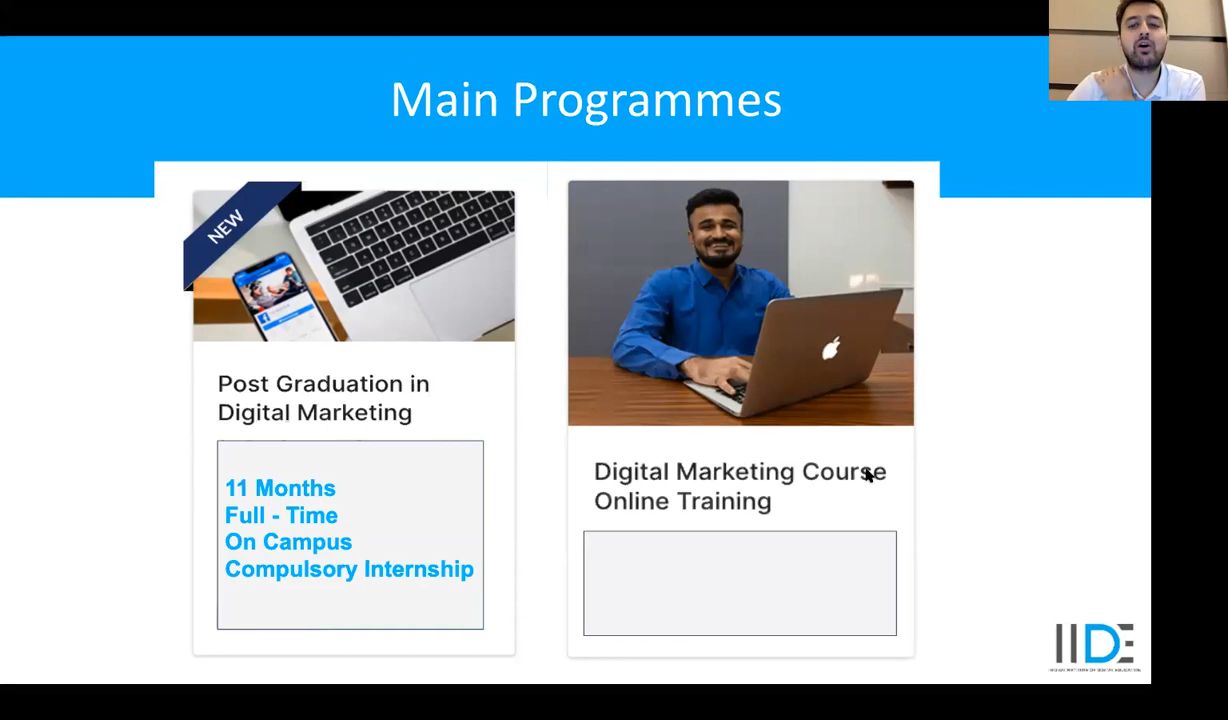 Main Programmes
NEW
Post Graduation in
Digital Marketing
11 Months
Full - Time
On Campus
Compulsory Internship
Digital Marketing Course
Online Training
IIDE